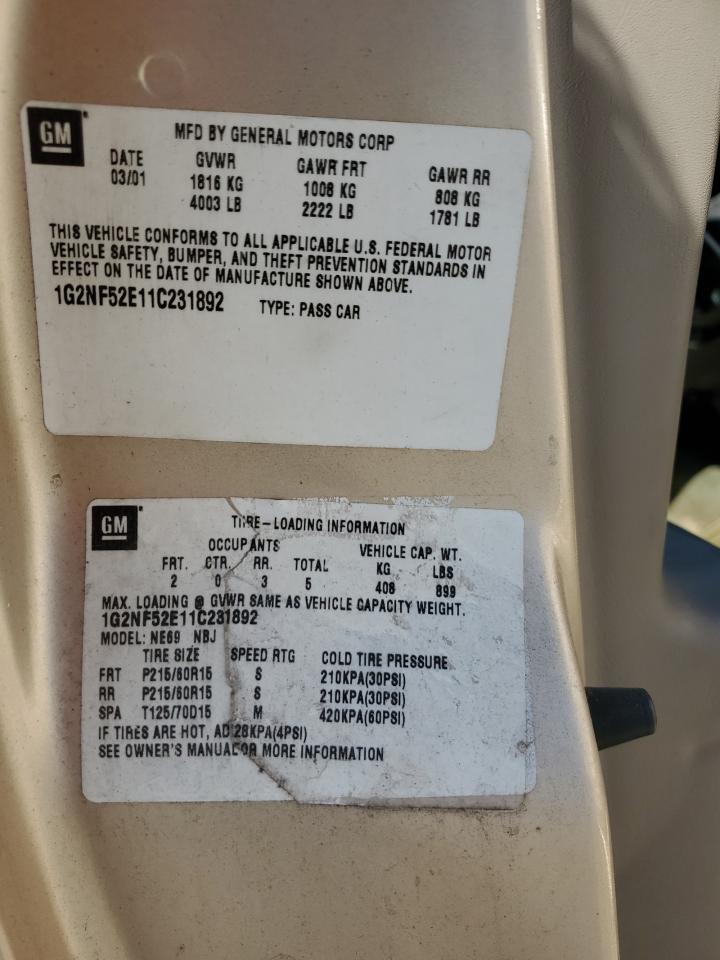 GM
MFD BY GENERAL MOTORS CORP
DATE GVWR GAWR FRT GAWR RR
03/01 1816 KG 1008 KG 808 KG
4003 LB 2222 LB 1781 LB
THIS VEHICLE CONFORMS TO ALL APPLICABLE U.S. FEDERAL MOTOR
VEHICLE SAFETY, BUMPER, AND THEFT PREVENTION STANDARDS IN
EFFECT ON THE DATE OF MANUFACTURE SHOWN ABOVE.
1G2NF52E11C231892 TYPE: PASS CAR
GM
TIRE-LOADING INFORMATION
OCCUPANTS VEHICLE CAP. WT.
FRT. CTR. RR. TOTAL KG LBS
2 0 3 5 408 899
MAX. LOADING @ GVWR SAME AS VEHICLE CAPACITY WEIGHT.
1G2NF52E11C231892
MODEL: NE69 NBJ
TIRE SIZE SPEED RTG COLD TIRE PRESSURE
FRT P215/60R15 S 210KPA(30PSI)
RR P215/60R15 S 210KPA(30PSI)
SPA T125/70D15 M 420KPA(60PSI)
IF TIRES ARE HOT, AD 28KPA(4PSI)
SEE OWNER'S MANUAL OR MORE INFORMATION